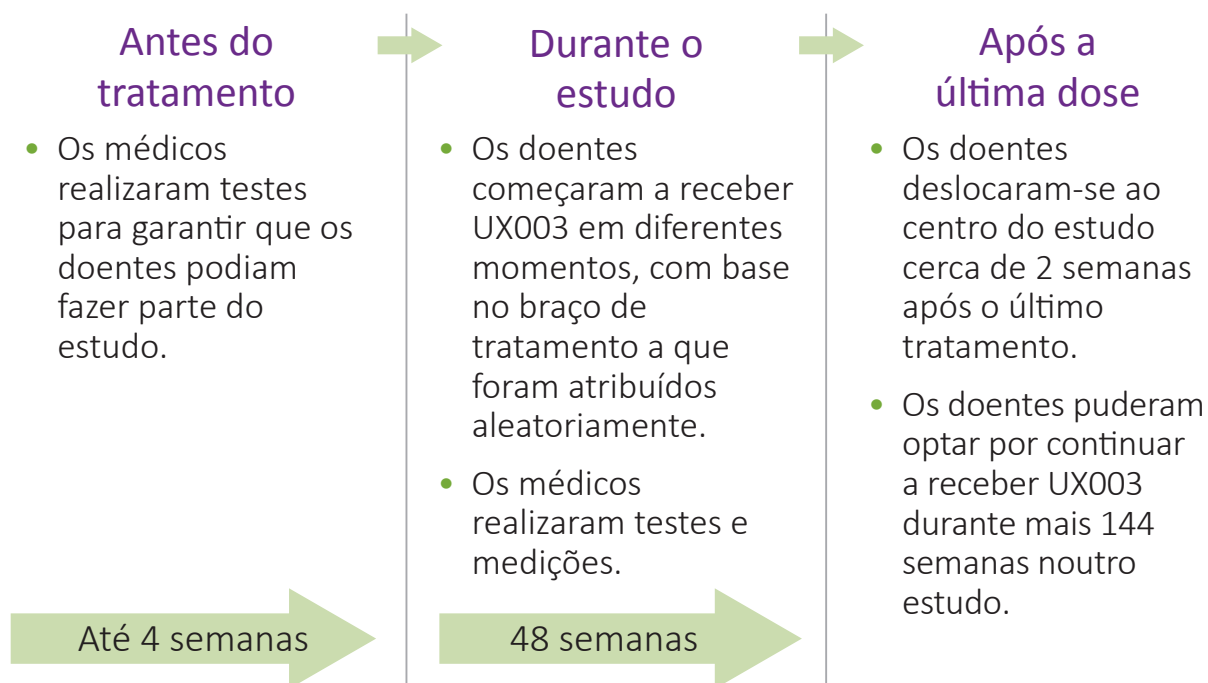 Antes do
tratamento
• Os médicos
realizaram testes
para garantir que os
doentes podiam
fazer parte do
estudo.
Até 4 semanas
Durante o
estudo
• Os doentes
começaram a receber
UX003 em diferentes
momentos, com base
no braço de
tratamento a que
foram atribuídos
aleatoriamente.
• Os médicos
realizaram testes e
medições.
48 semanas
Após a
última dose
• Os doentes
deslocaram-se ao
centro do estudo
cerca de 2 semanas
após o último
tratamento.
• Os doentes puderam
optar por continuar
a receber UX003
durante mais 144
semanas noutro
estudo.